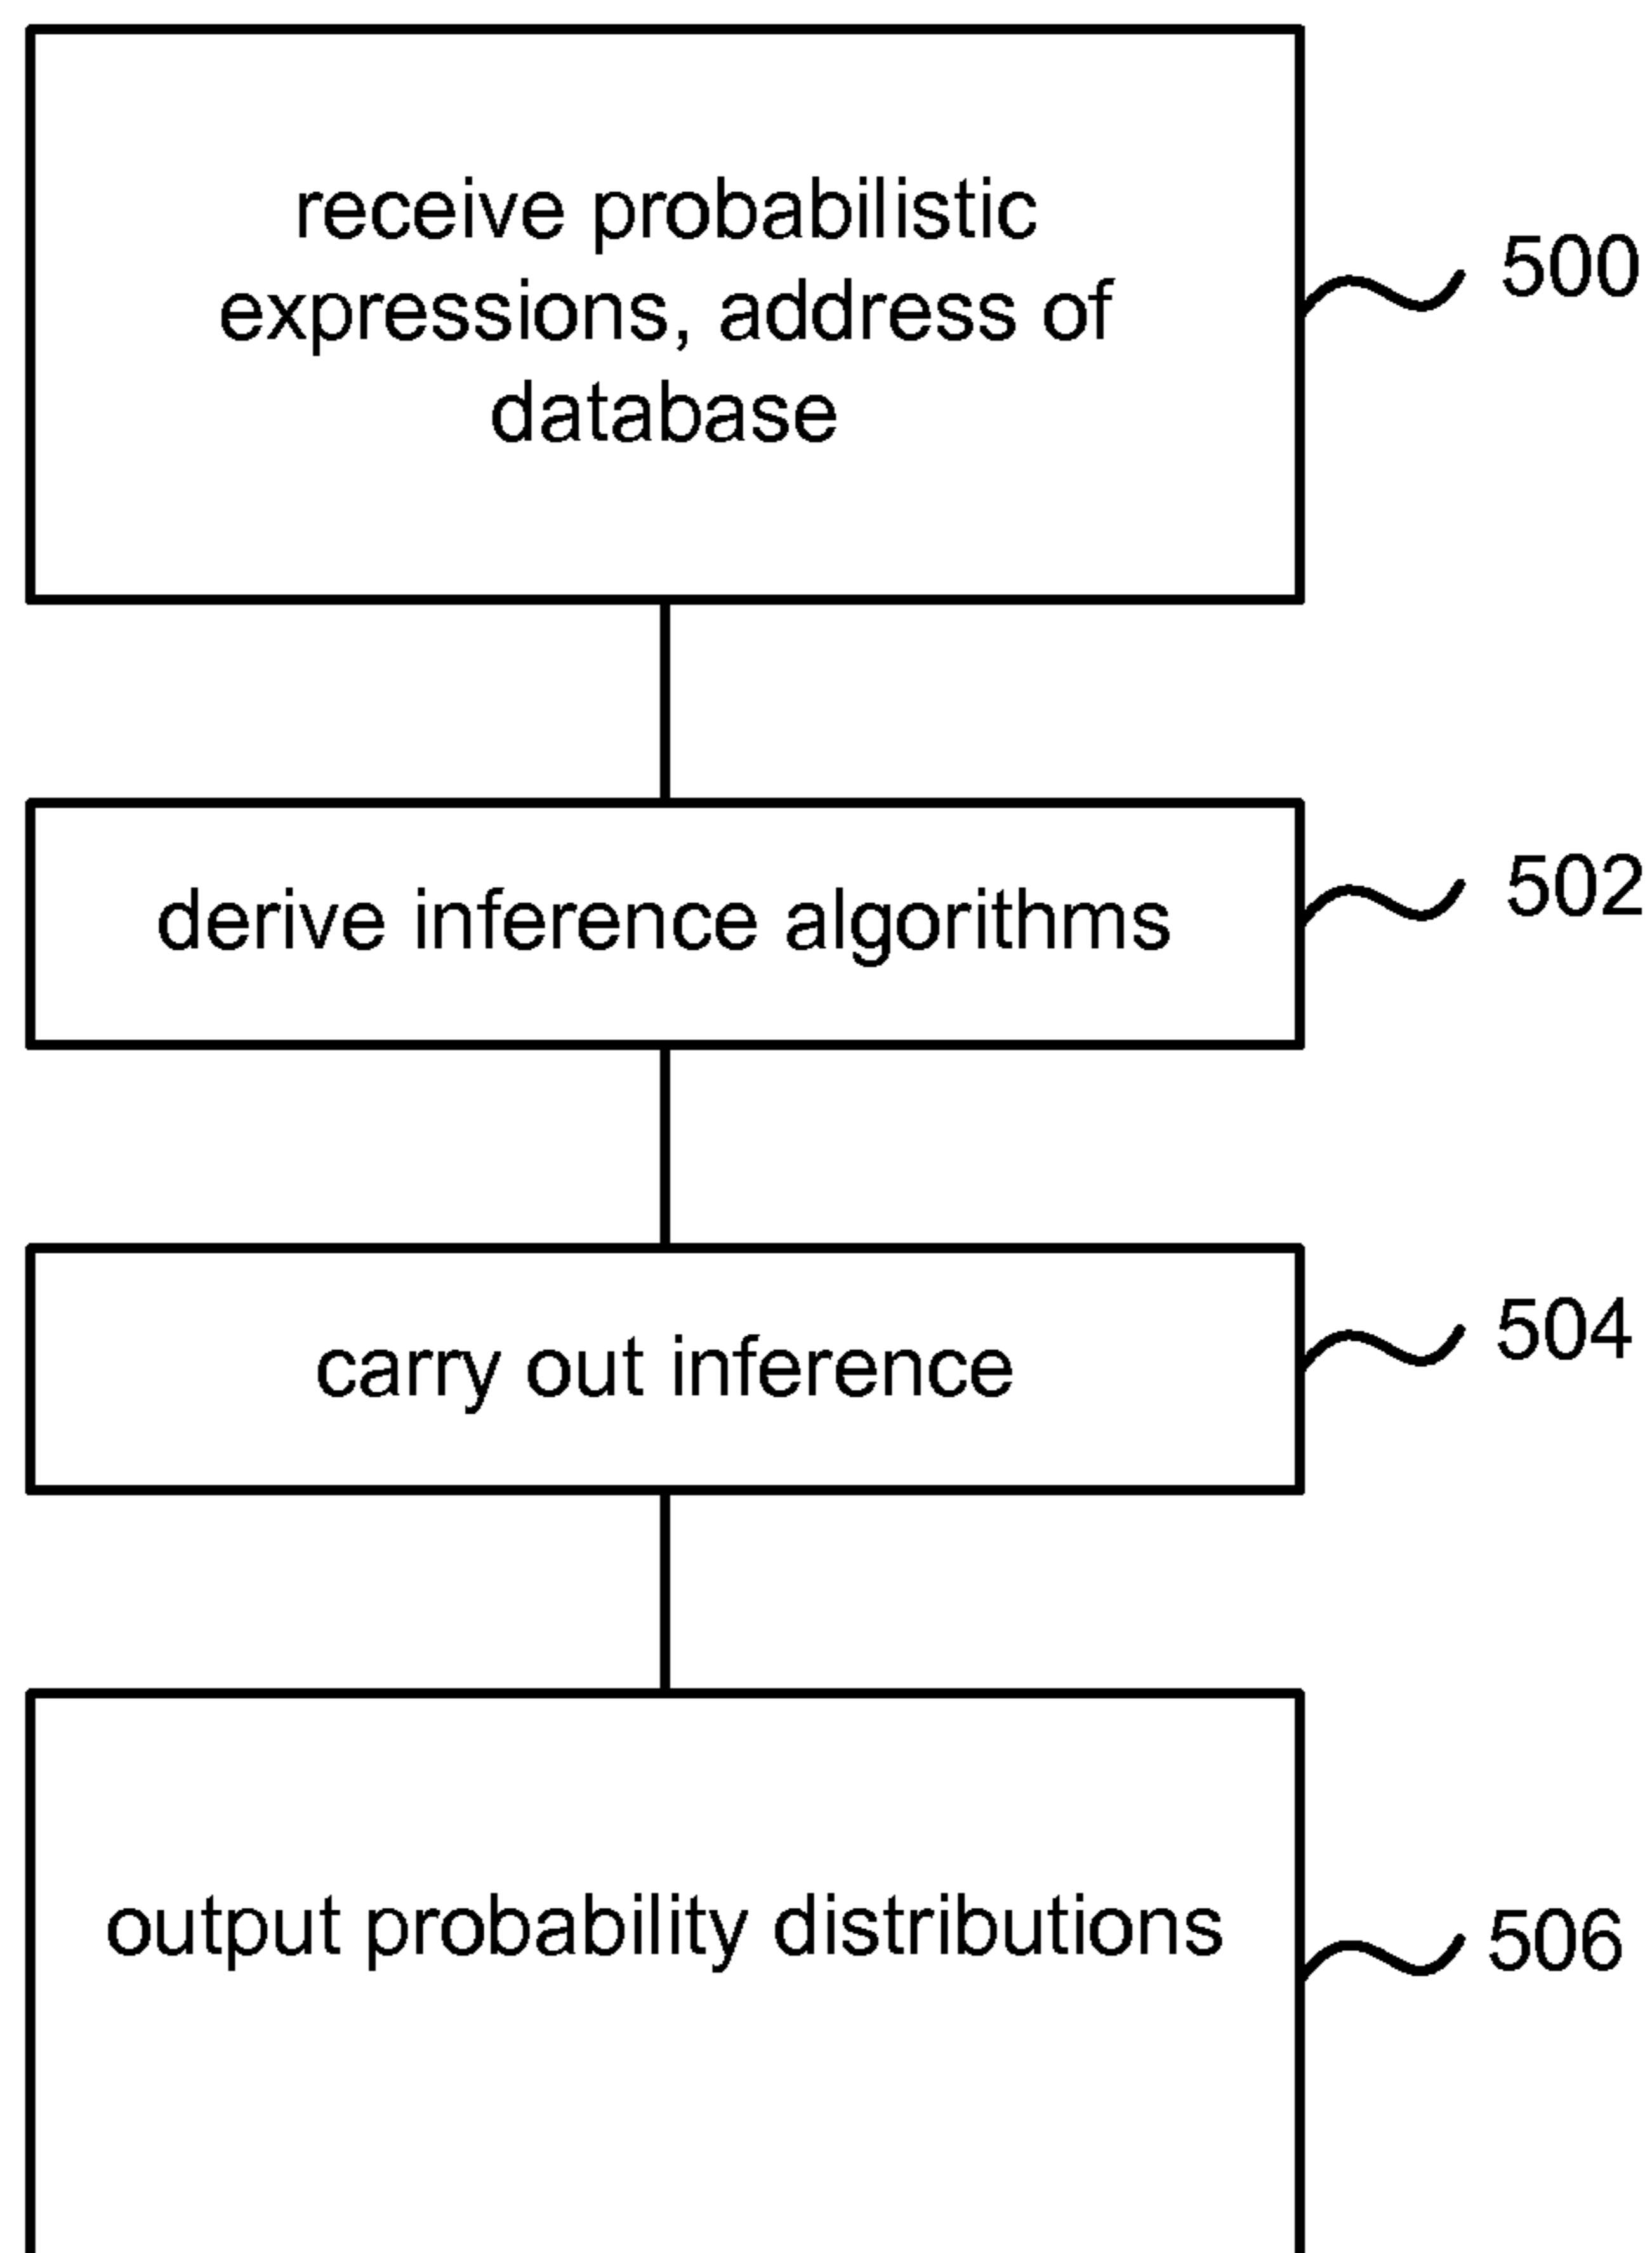 receive probabilistic
expressions, address of
database
500
derive inference algorithms
502
carry out inference
504
output probability distributions
506